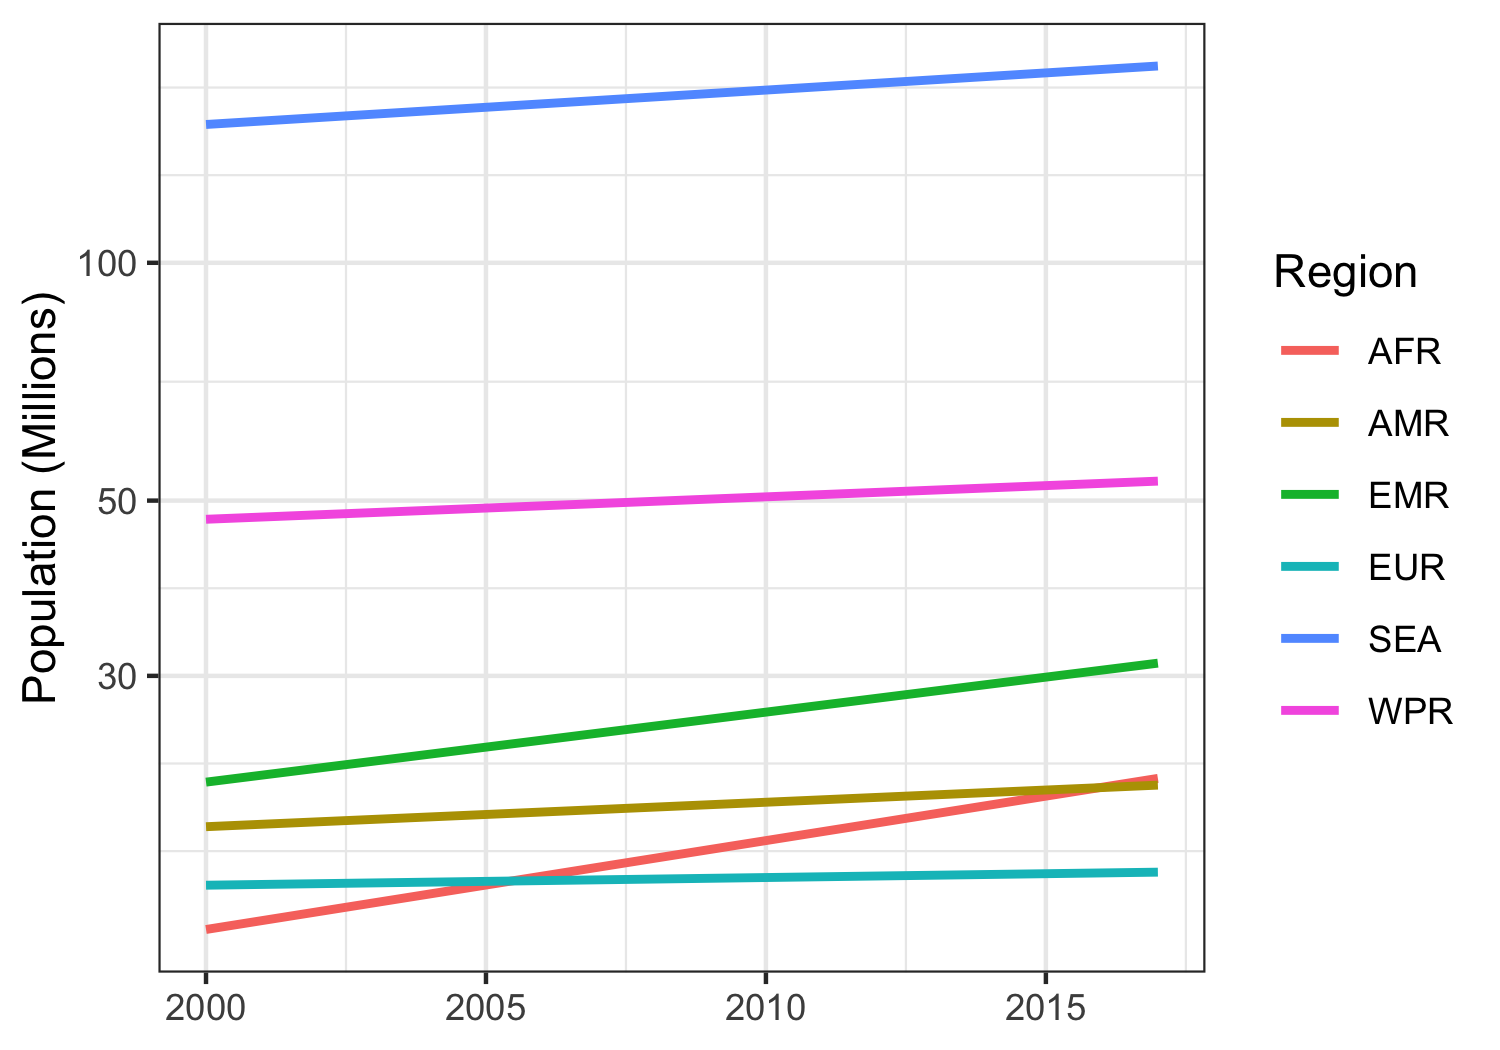 Population (Millions)
100
50
30
2000
2005
2010
2015
Region
AFR
AMR
EMR
EUR
SEA
WPR